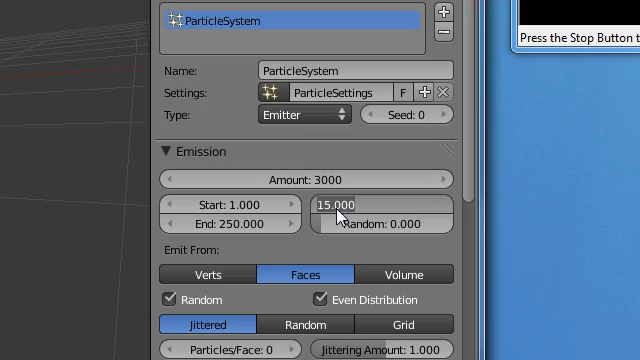 ParticleSystem
Press the Stop Button t
Name: ParticleSystem
Settings: ParticleSettings F
Type: Emitter Seed: 0
Emission
Amount: 3000
Start: 1.000 15.000
End: 250.000 Random: 0.000
Emit From:
Verts Faces Volume
Random Even Distribution
Jittered Random Grid
Particles/Face: 0 Jittering Amount: 1.000